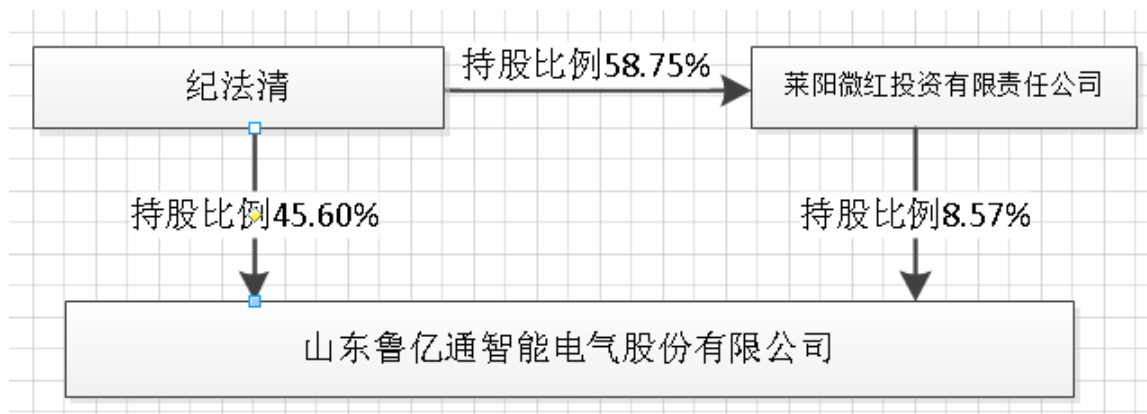 持股比例58.75%
纪法清
莱阳微红投资有限责任公司
持股比例45.60%
持股比例8.57%
山东鲁亿通智能电气股份有限公司